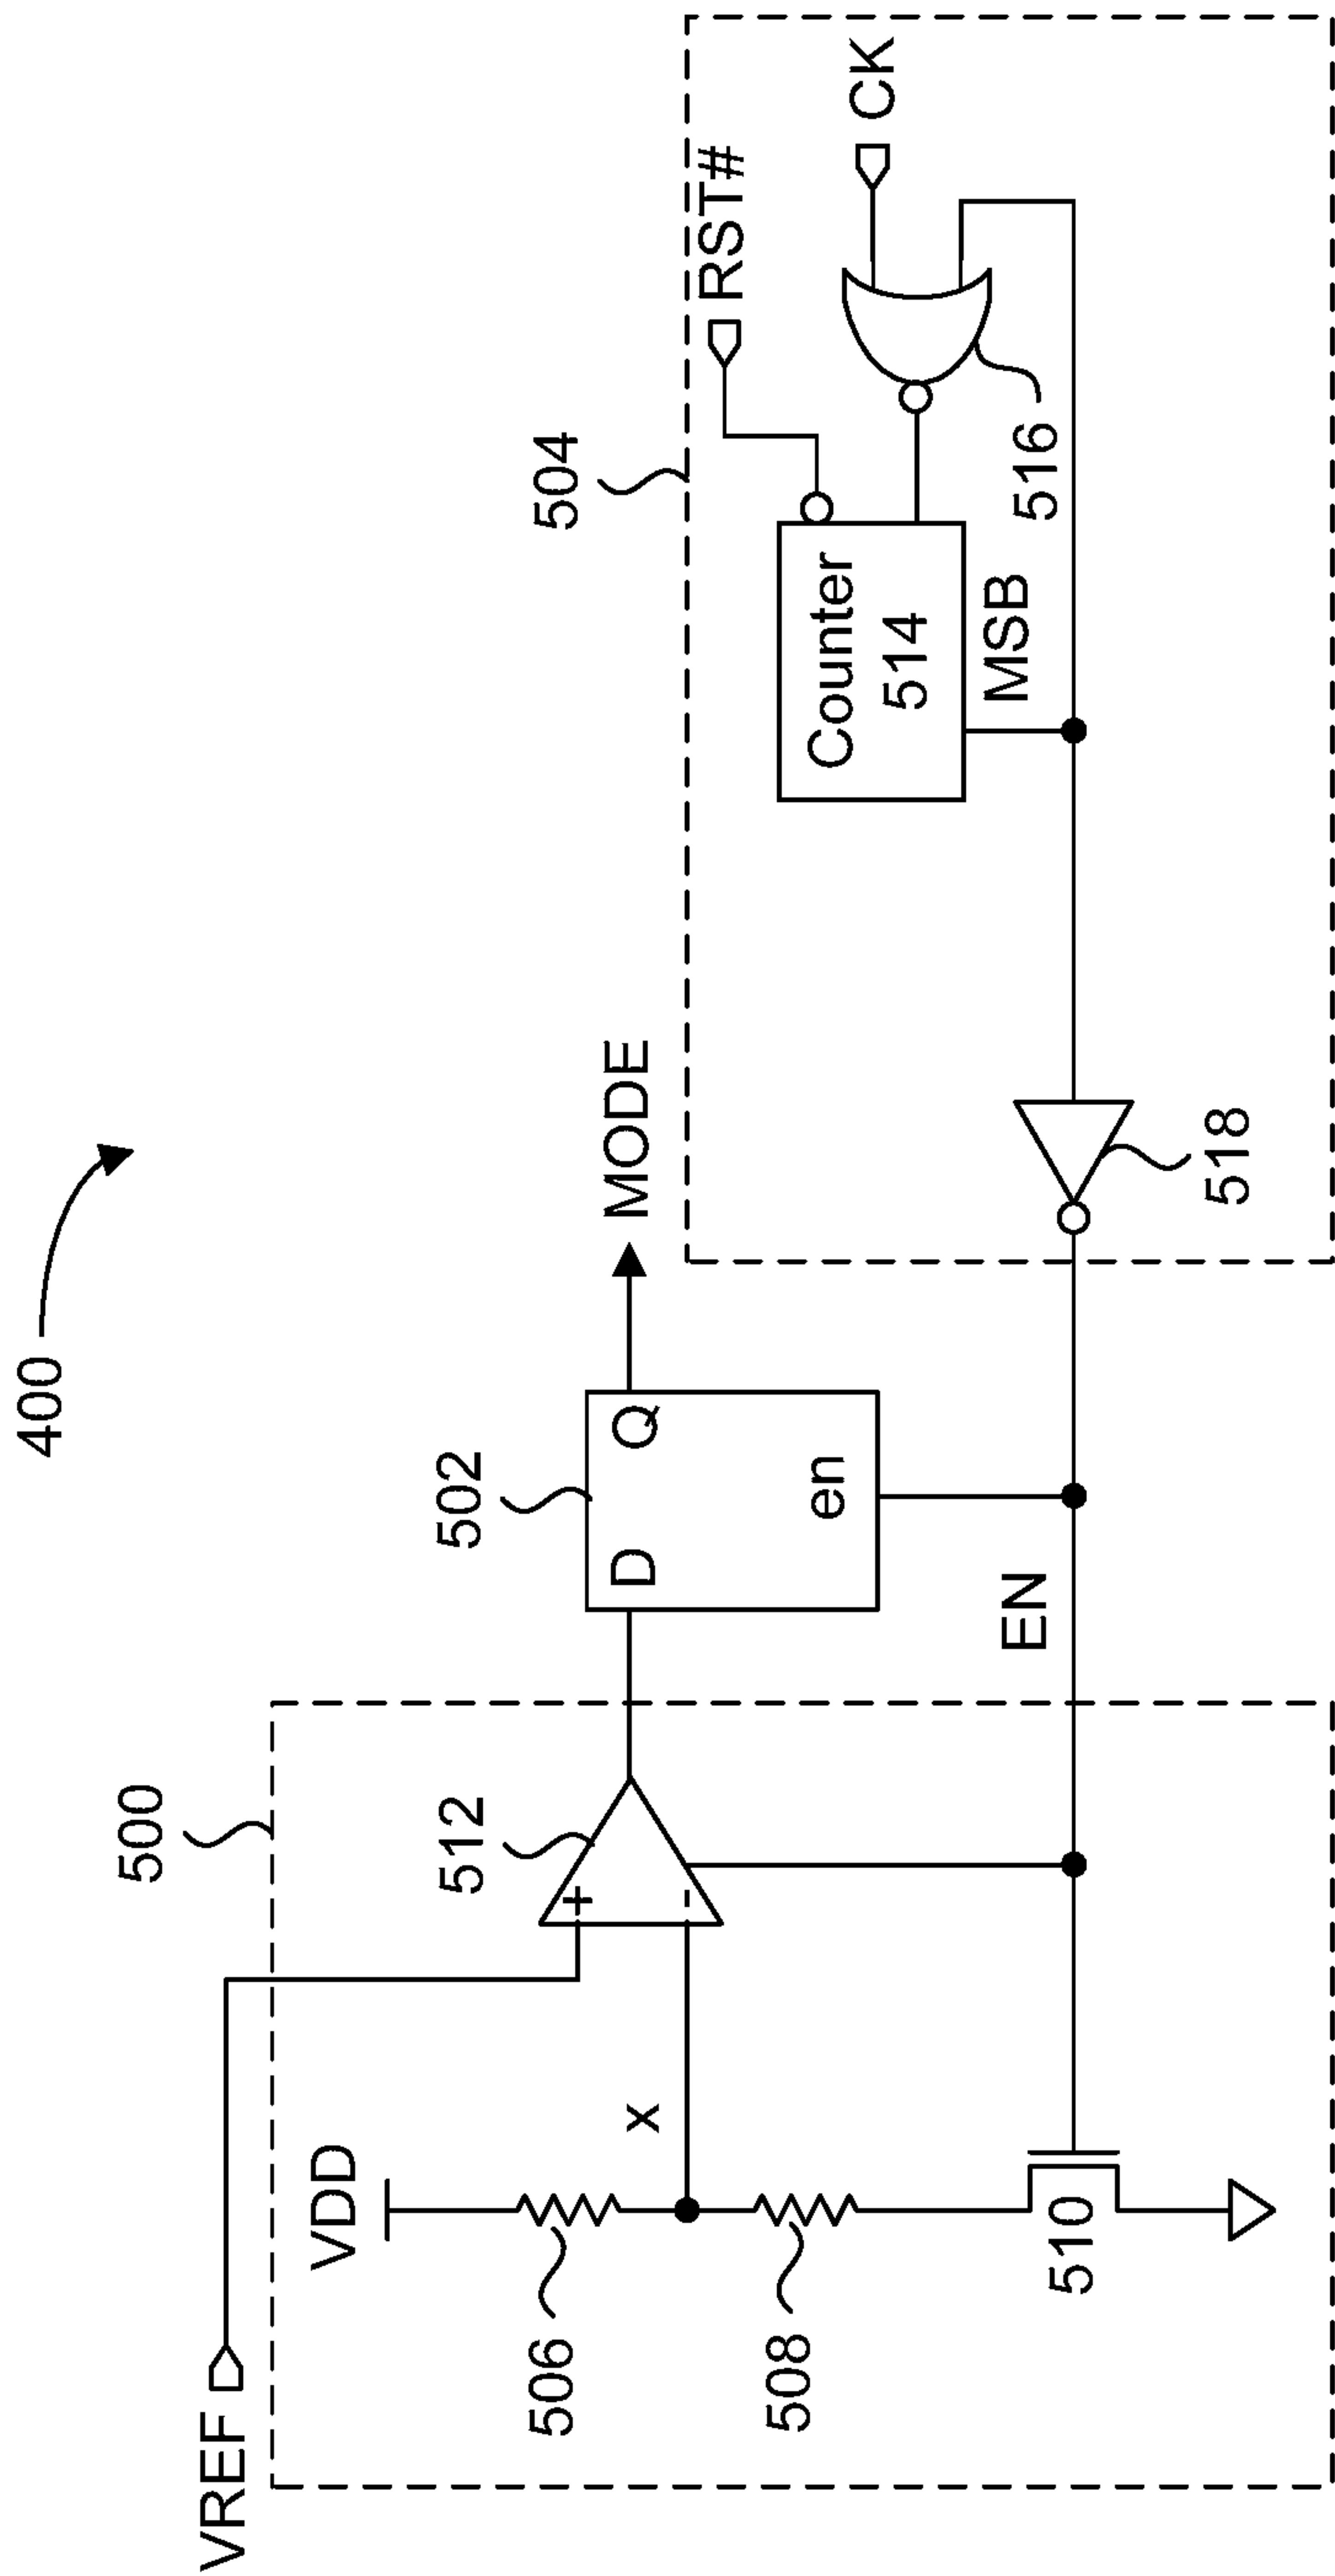 400
500
VREF
VDD
506
508
510
x
512
+
-
502
D
Q
en
EN
MODE
504
RST#
CK
Counter
514
MSB
516
518